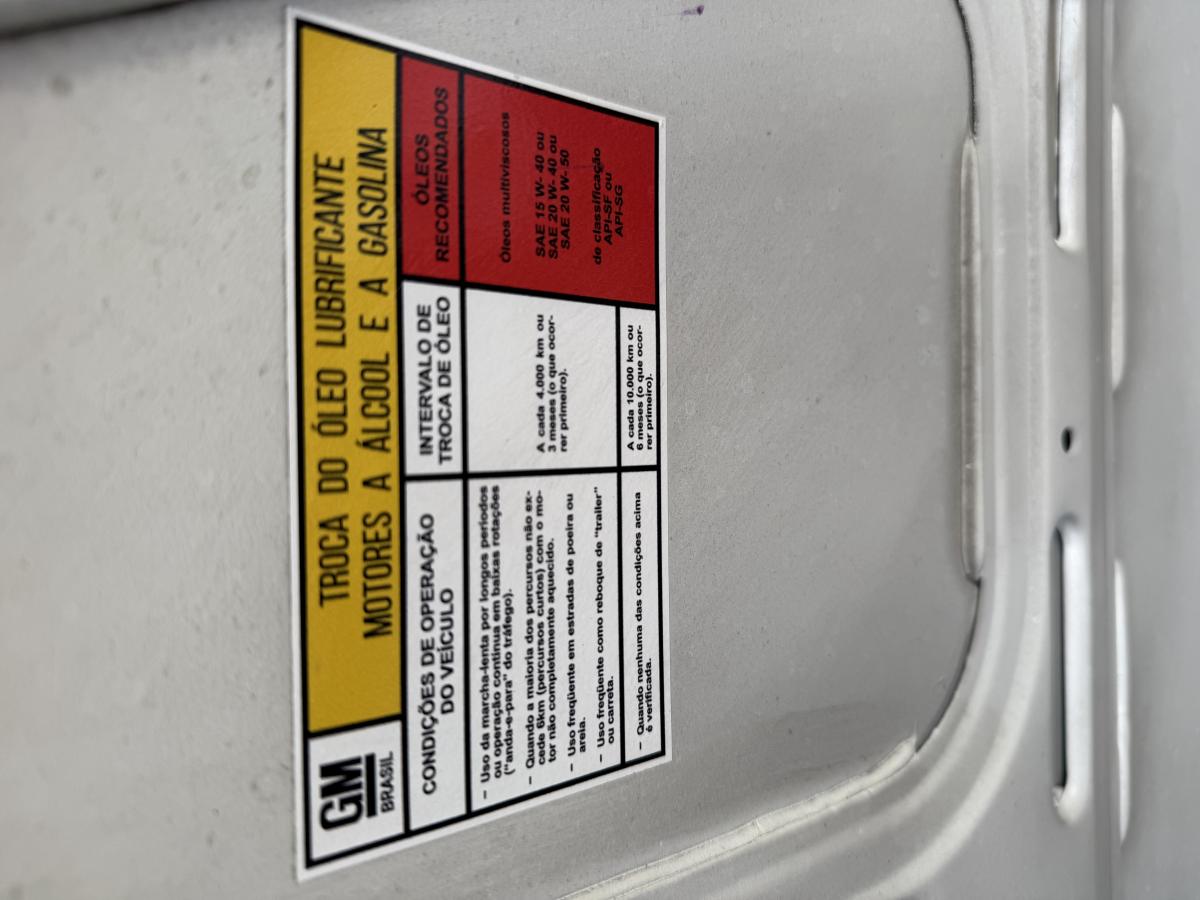 GM
BRASIL
TROCA DO ÓLEO LUBRIFICANTE
MOTORES A ÁLCOOL E A GASOLINA
CONDIÇÕES DE OPERAÇÃO
DO VEÍCULO
INTERVALO DE
TROCA DE ÓLEO
ÓLEOS
RECOMENDADOS
– Uso da marcha-lenta por longos períodos
ou operação contínua em baixas rotações
("anda-e-para" do tráfego).
– Quando a maioria dos percursos não ex-
cede 6km (percursos curtos) com o mo-
tor não completamente aquecido.
– Uso freqüente em estradas de poeira ou
areia.
– Uso freqüente como reboque de "trailer"
ou carreta.
A cada 4.000 km ou
3 meses (o que ocor-
rer primeiro).
Óleos multiviscosos
SAE 15 W- 40 ou
SAE 20 W- 40 ou
SAE 20 W- 50
de classificação
API-SF ou
API-SG
– Quando nenhuma das condições acima
é verificada.
A cada 10.000 km ou
6 meses (o que ocor-
rer primeiro).